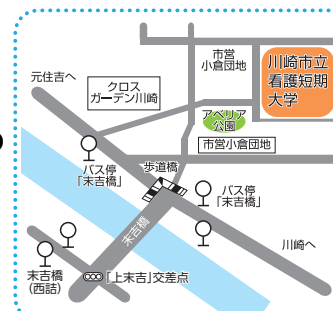 市営
小倉団地
川崎市立
看護短期
大学
元住吉へ
クロス
ガーデン川崎
アベリア
公園
市営小倉団地
バス停
「末吉橋」
歩道橋
バス停
「末吉橋」
末吉橋
川崎へ
末吉橋
(西詰)
「上末吉」交差点